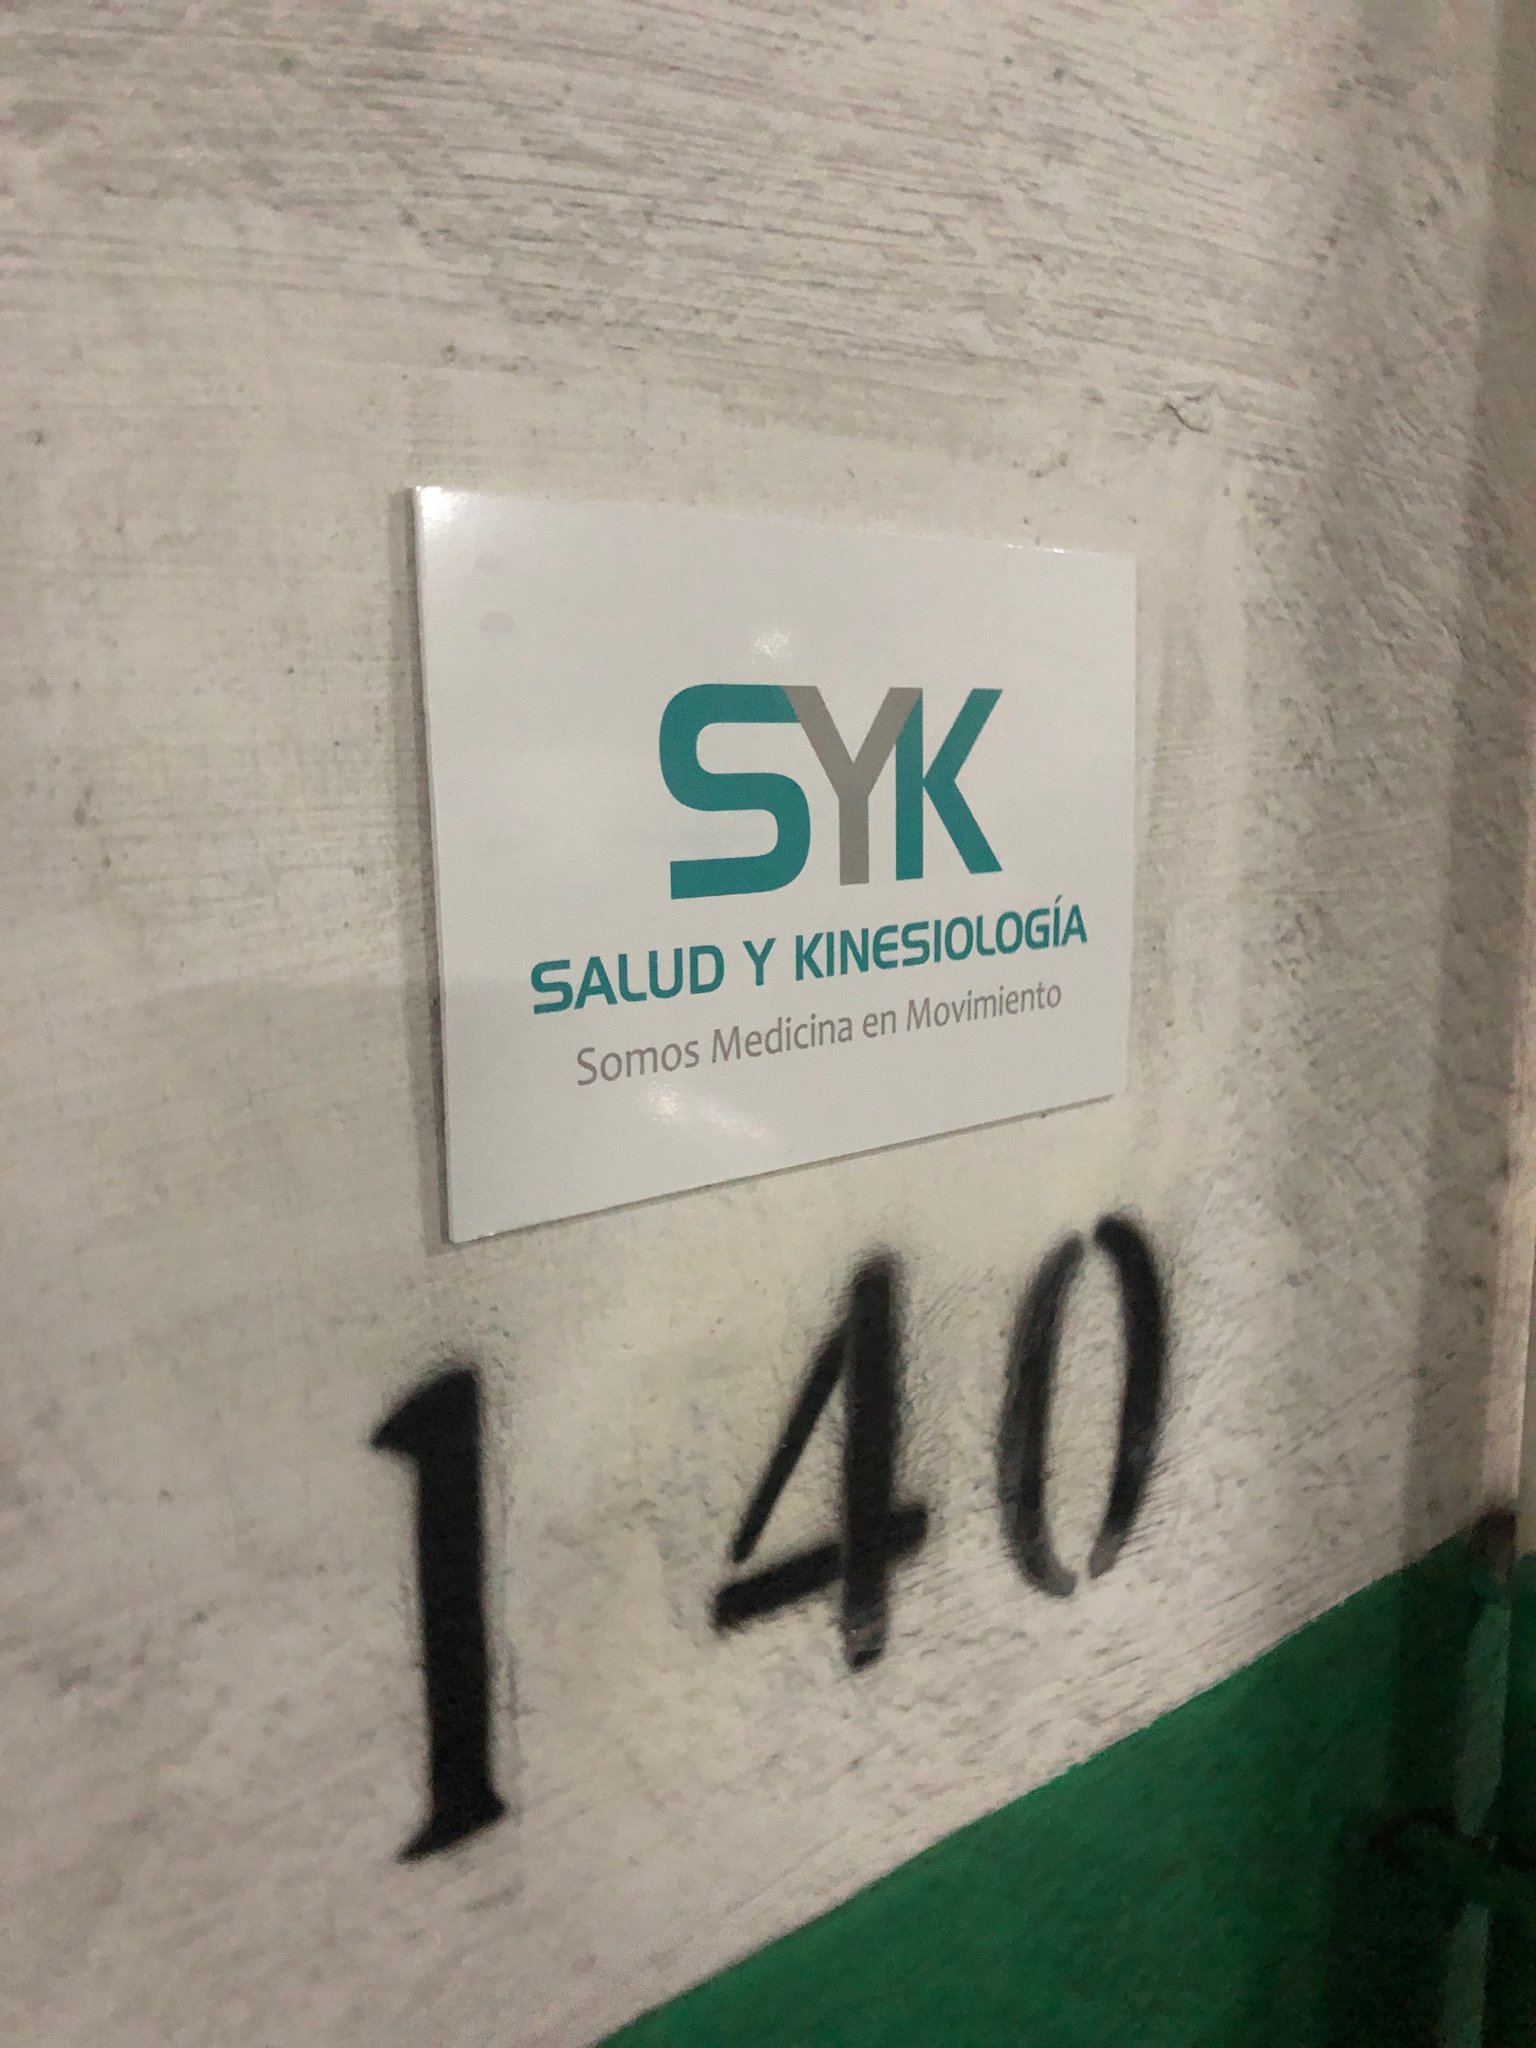 SYK
SALUD Y KINESIOLOGÍA
Somos Medicina en Movimiento
140